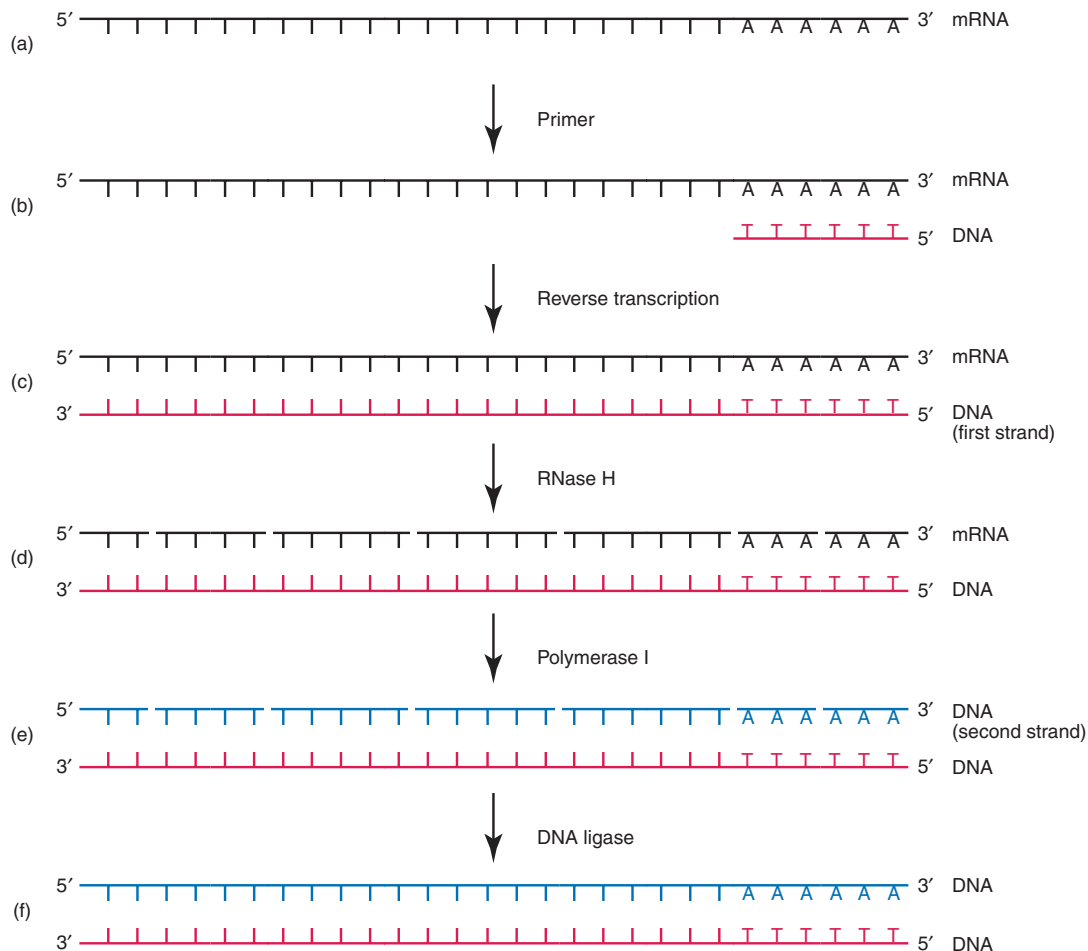 5′ A A A A A A 3′ mRNA
(a)
Primer
5′ A A A A A A 3′ mRNA
(b)
T T T T T T 5′ DNA
Reverse transcription
5′ A A A A A A 3′ mRNA
(c)
3′ T T T T T T 5′ DNA
(first strand)
RNase H
5′ A A A A A A 3′ mRNA
(d)
3′ T T T T T T 5′ DNA
Polymerase I
5′ A A A A A A 3′ DNA
(second strand)
(e)
3′ T T T T T T 5′ DNA
DNA ligase
5′ A A A A A A 3′ DNA
(f)
3′ T T T T T T 5′ DNA